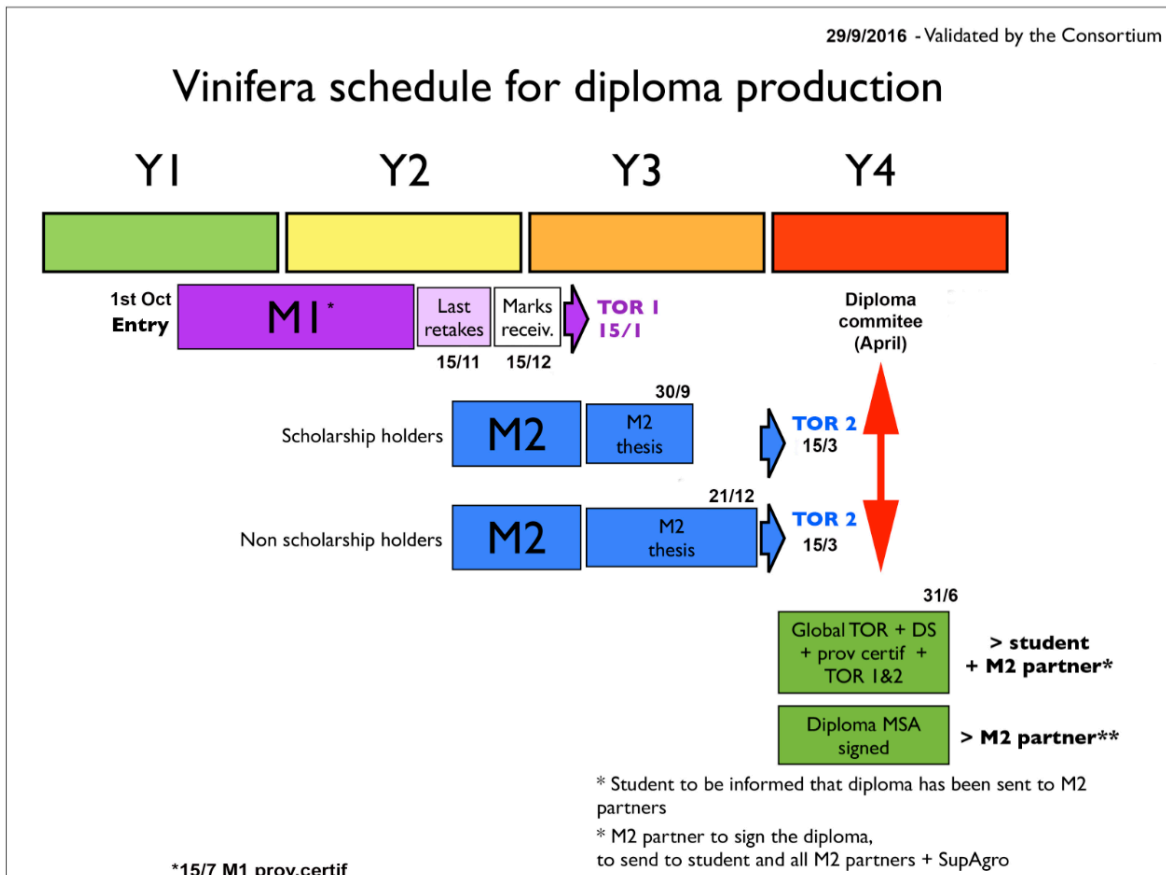 29/9/2016 - Validated by the Consortium
Vinifera schedule for diploma production
Y1 Y2 Y3 Y4
1st Oct
Entry
M1*
Last
retakes
15/11
Marks
receiv.
15/12
TOR 1
15/1
Diploma
commitee
(April)
Scholarship holders
M2
30/9
M2
thesis
TOR 2
15/3
Non scholarship holders
M2
21/12
M2
thesis
TOR 2
15/3
31/6
Global TOR + DS
+ prov certif +
TOR 1&2
> student
+ M2 partner*
Diploma MSA
signed
> M2 partner**
* Student to be informed that diploma has been sent to M2
partners
* M2 partner to sign the diploma,
to send to student and all M2 partners + SupAgro
*15/7 M1 prov.certif